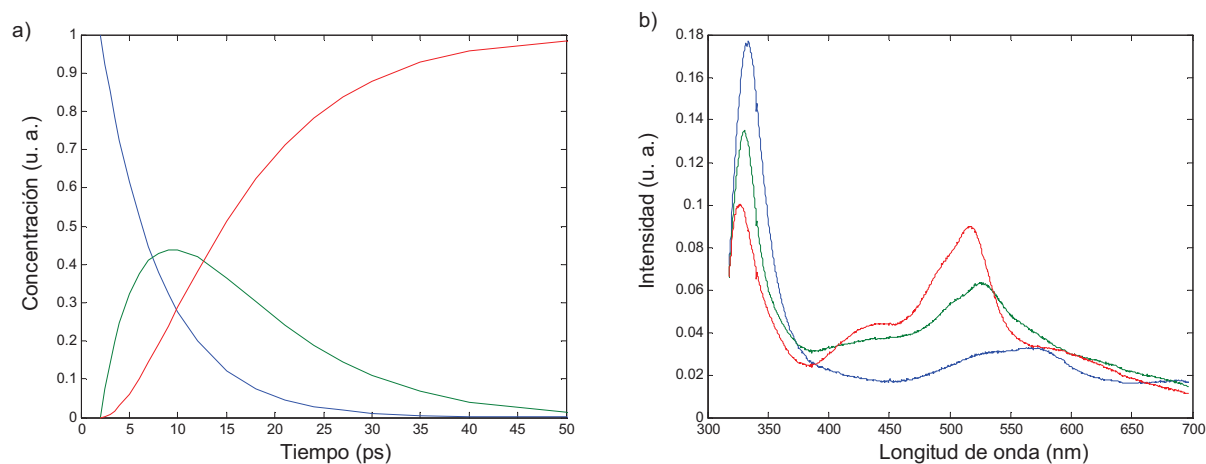 a)
Concentración (u. a.)
1
0.9
0.8
0.7
0.6
0.5
0.4
0.3
0.2
0.1
0
0 5 10 15 20 25 30 35 40 45 50
Tiempo (ps)
b)
Intensidad (u. a.)
0.18
0.16
0.14
0.12
0.1
0.08
0.06
0.04
0.02
0
300 350 400 450 500 550 600 650 700
Longitud de onda (nm)